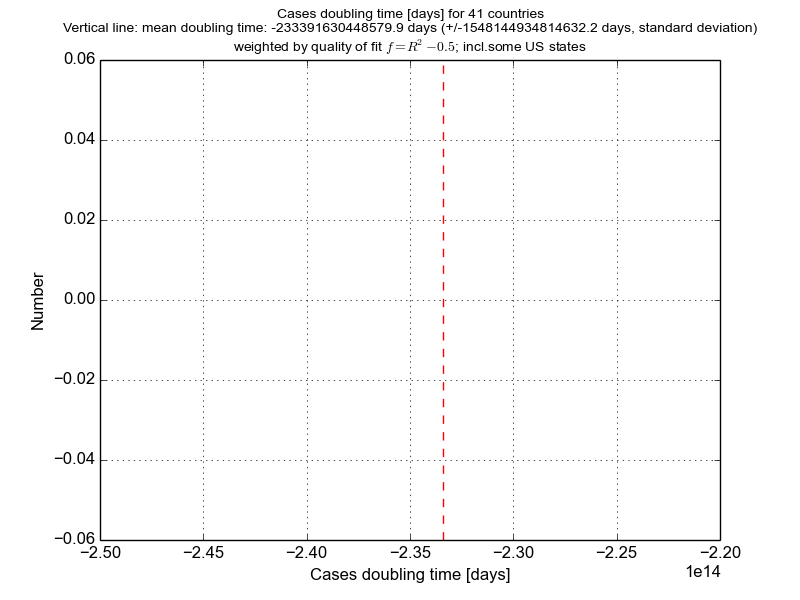 Cases doubling time [days] for 41 countries
Vertical line: mean doubling time: -233391630448579.9 days (+/-1548144934814632.2 days, standard deviation)
weighted by quality of fit f=R² −0.5; incl.some US states
0.06
0.04
0.02
0.00
−0.02
−0.04
−0.06
Number
−2.50 −2.45 −2.40 −2.35 −2.30 −2.25 −2.20
1e14
Cases doubling time [days]